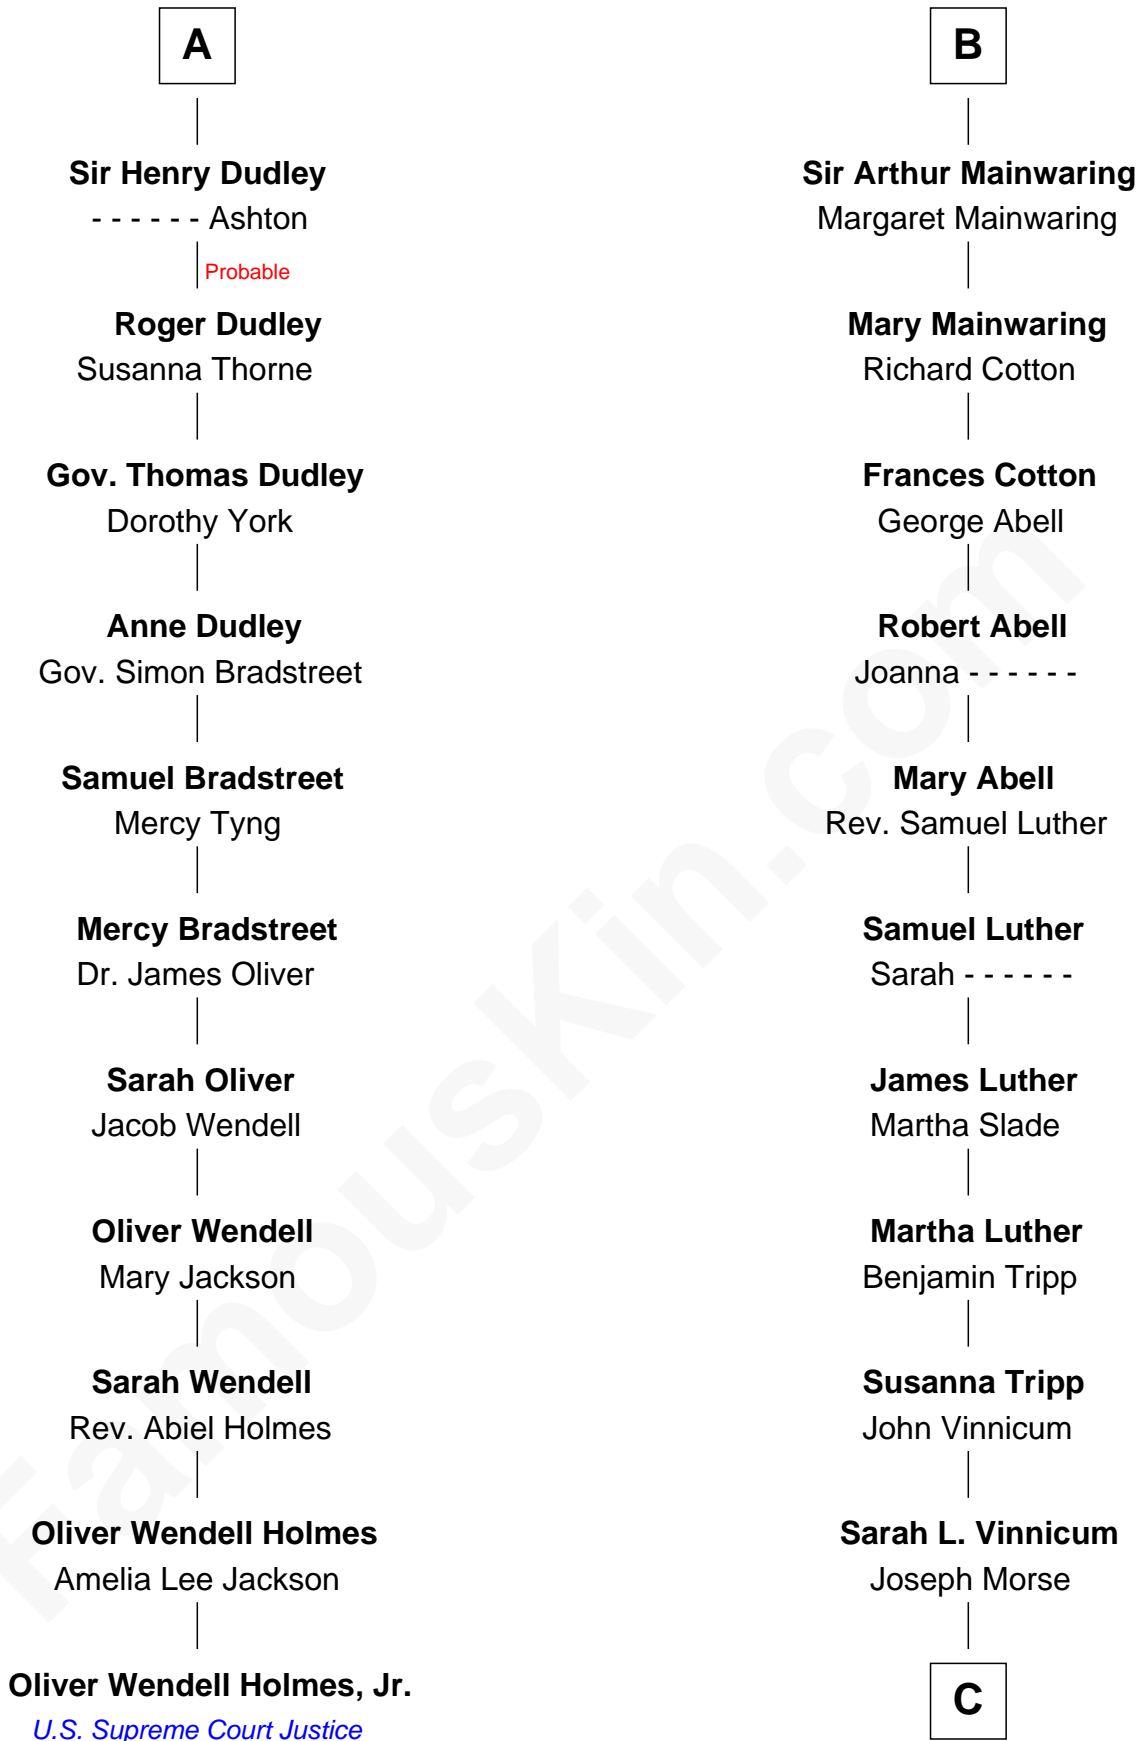 A
Sir Henry Dudley
- - - - - - Ashton
Probable
Roger Dudley
Susanna Thorne
Gov. Thomas Dudley
Dorothy York
Anne Dudley
Gov. Simon Bradstreet
Samuel Bradstreet
Mercy Tyng
Mercy Bradstreet
Dr. James Oliver
Sarah Oliver
Jacob Wendell
Oliver Wendell
Mary Jackson
Sarah Wendell
Rev. Abiel Holmes
Oliver Wendell Holmes
Amelia Lee Jackson
Oliver Wendell Holmes, Jr.
U.S. Supreme Court Justice
B
Sir Arthur Mainwaring
Margaret Mainwaring
Mary Mainwaring
Richard Cotton
Frances Cotton
George Abell
Robert Abell
Joanna - - - - - -
Mary Abell
Rev. Samuel Luther
Samuel Luther
Sarah - - - - - -
James Luther
Martha Slade
Martha Luther
Benjamin Tripp
Susanna Tripp
John Vinnicum
Sarah L. Vinnicum
Joseph Morse
C
FamousKin.com